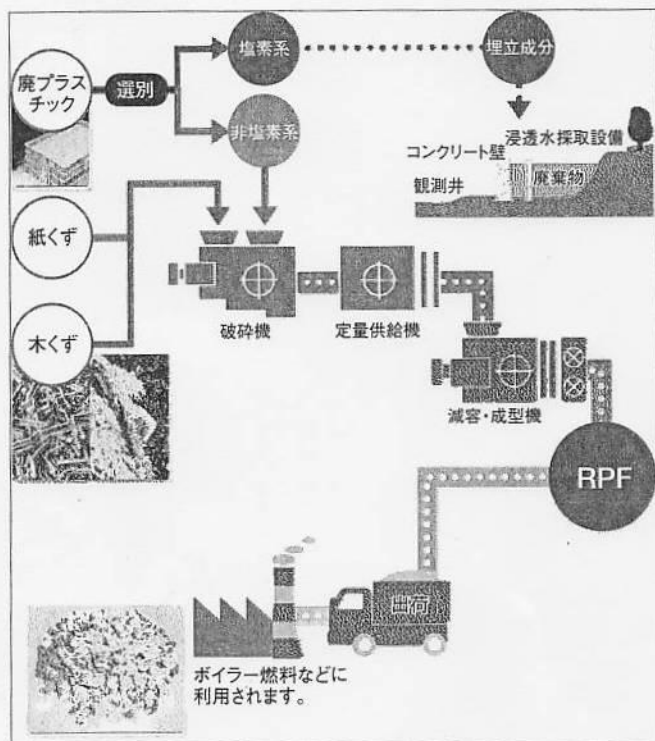 廃プラス
チック
選別
塩素系
埋立成分
非塩素系
浸透水採取設備
コンクリート壁
廃棄物
観測井
紙くず
木くず
破砕機
定量供給機
減容・成型機
RPF
出荷
ボイラー燃料などに
利用されます。